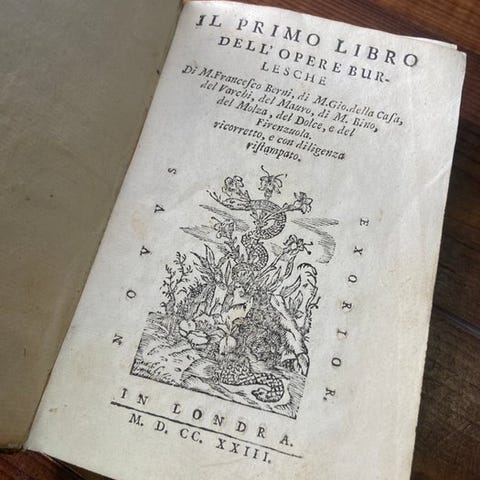 IL PRIMO LIBRO
DELL'OPERE BUR-
LESCHE
Di M. Francesco Berni, di M. Gio. della Casa,
del Varchi, del Mauro, di M. Bino,
del Molza, del Dolce, e del
Firenzuola.
ricorretto, e con diligenza
ristampato.
NOVVS
EXORIOR.
IN LONDRA.
M. D. CC. XXIII.